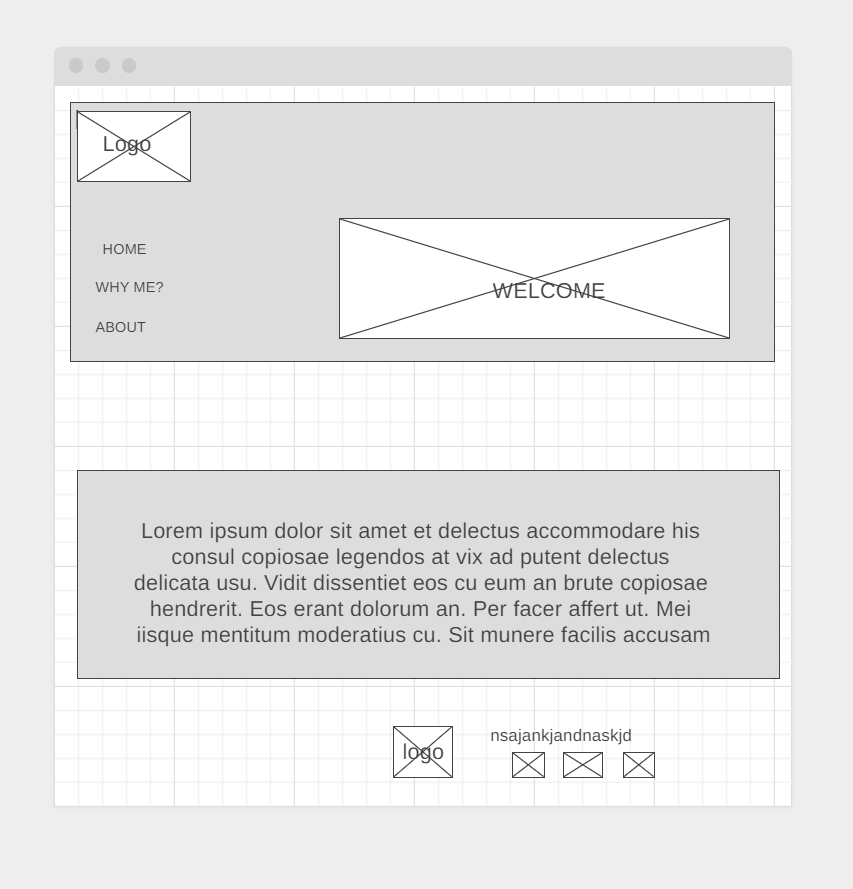 Logo
HOME
WHY ME?
ABOUT
WELCOME
Lorem ipsum dolor sit amet et delectus accommodare his
consul copiosae legendos at vix ad putent delectus
delicata usu. Vidit dissentiet eos cu eum an brute copiosae
hendrerit. Eos erant dolorum an. Per facer affert ut. Mei
iisque mentitum moderatius cu. Sit munere facilis accusam
logo
nsajankjandnaskjd